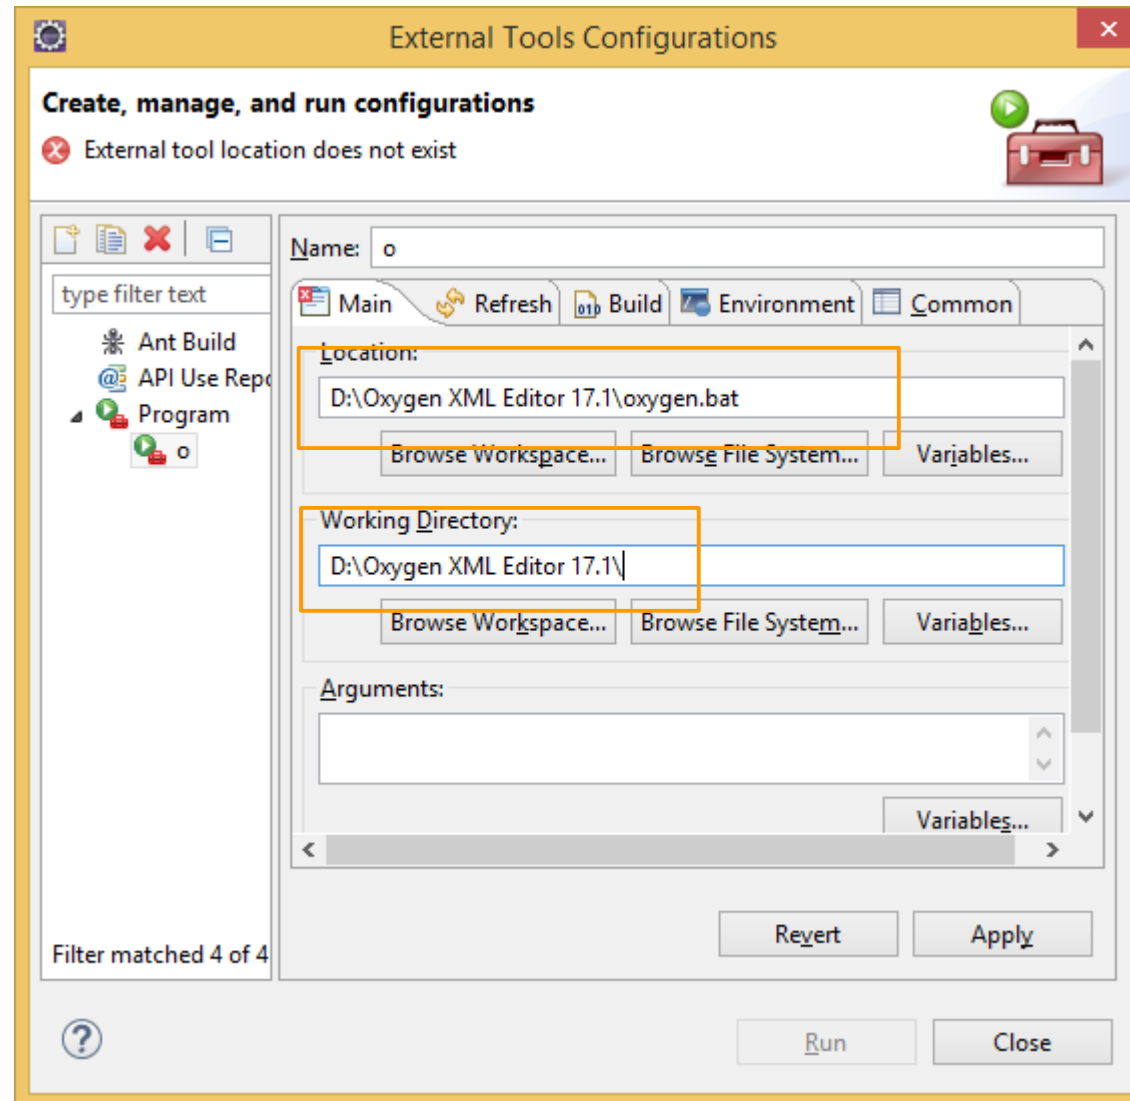 External Tools Configurations
Create, manage, and run configurations
External tool location does not exist
Name: o
type filter text
Main Refresh Build Environment Common
Ant Build
API Use Repo
Program
o
Location:
D:\Oxygen XML Editor 17.1\oxygen.bat
Browse Workspace... Browse File System... Variables...
Working Directory:
D:\Oxygen XML Editor 17.1\
Browse Workspace... Browse File System... Variables...
Arguments:
Variables...
Revert Apply
Filter matched 4 of 4
? Run Close